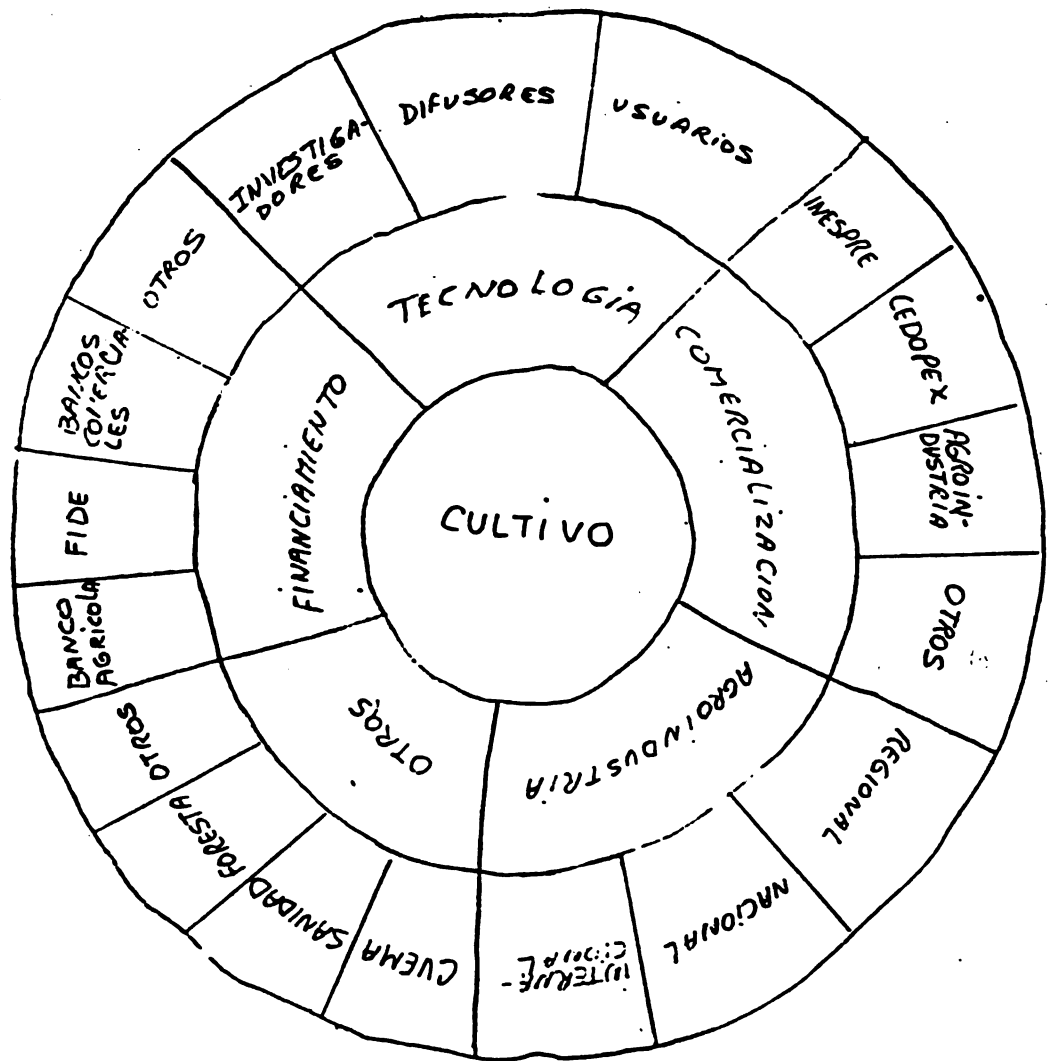 CULTIVO
TECNOLOGIA
COMERCIALIZACION
AGROINDUSTRIA
OTROS
FINANCIAMIENTO
INVESTIGA-
DORES
DIFUSORES
USUARIOS
INESPRE
CEDOPEX
AGROIN-
DUSTRIA
OTROS
REGIONAL
NACIONAL
CUEMA
SANIDAD
FORESTA
OTROS
BANCO
AGRICOLA
FIDE
BANCOS
COMERCIA-
LES
OTROS